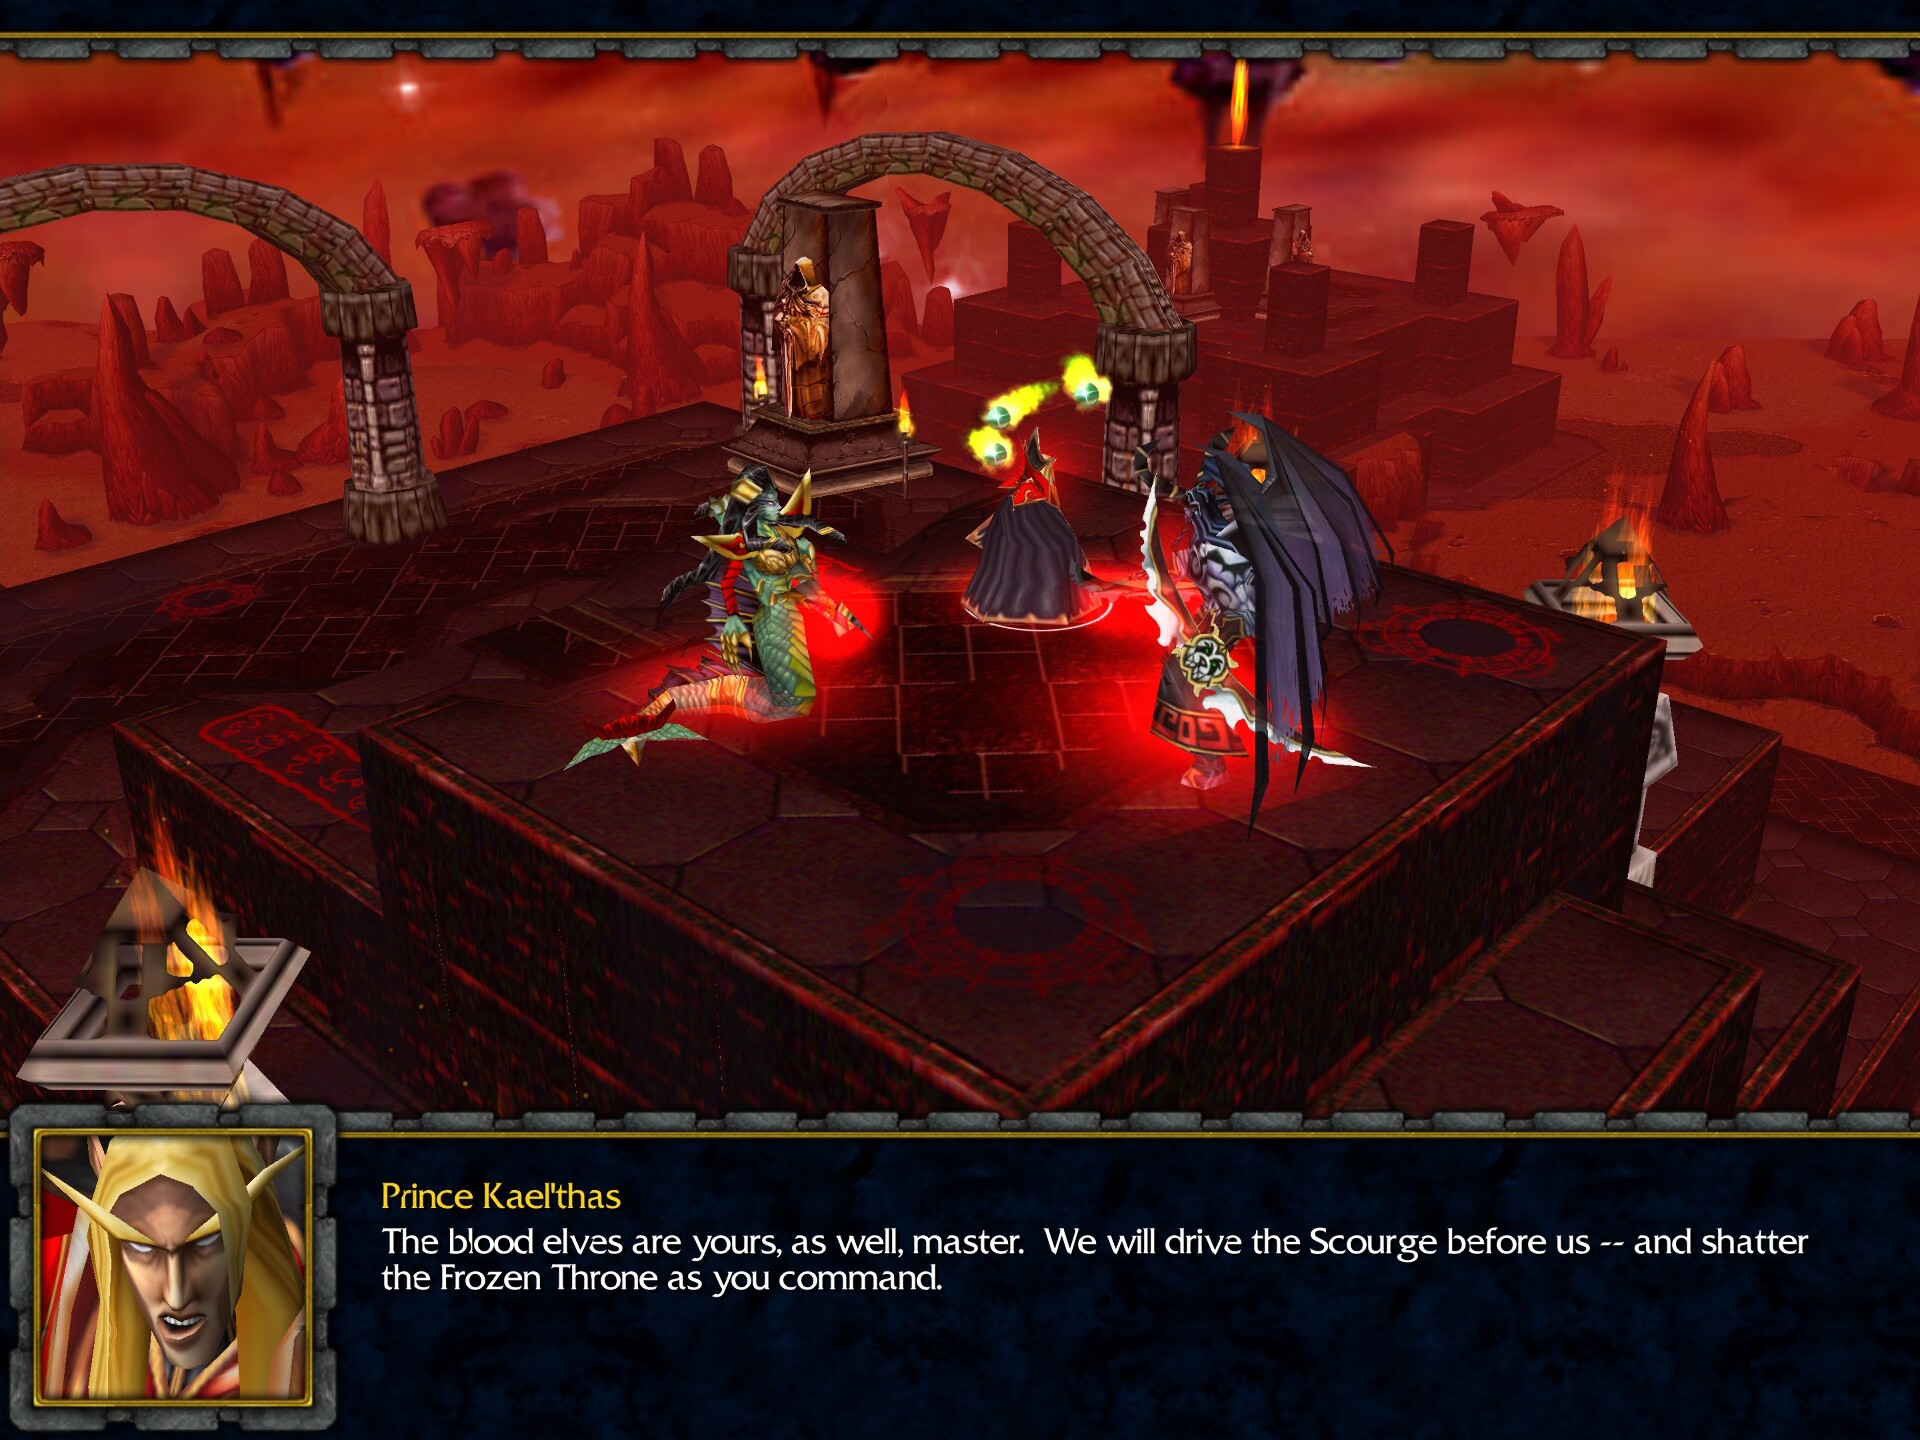 Prince Kael'thas
The blood elves are yours, as well, master.  We will drive the Scourge before us -- and shatter
the Frozen Throne as you command.